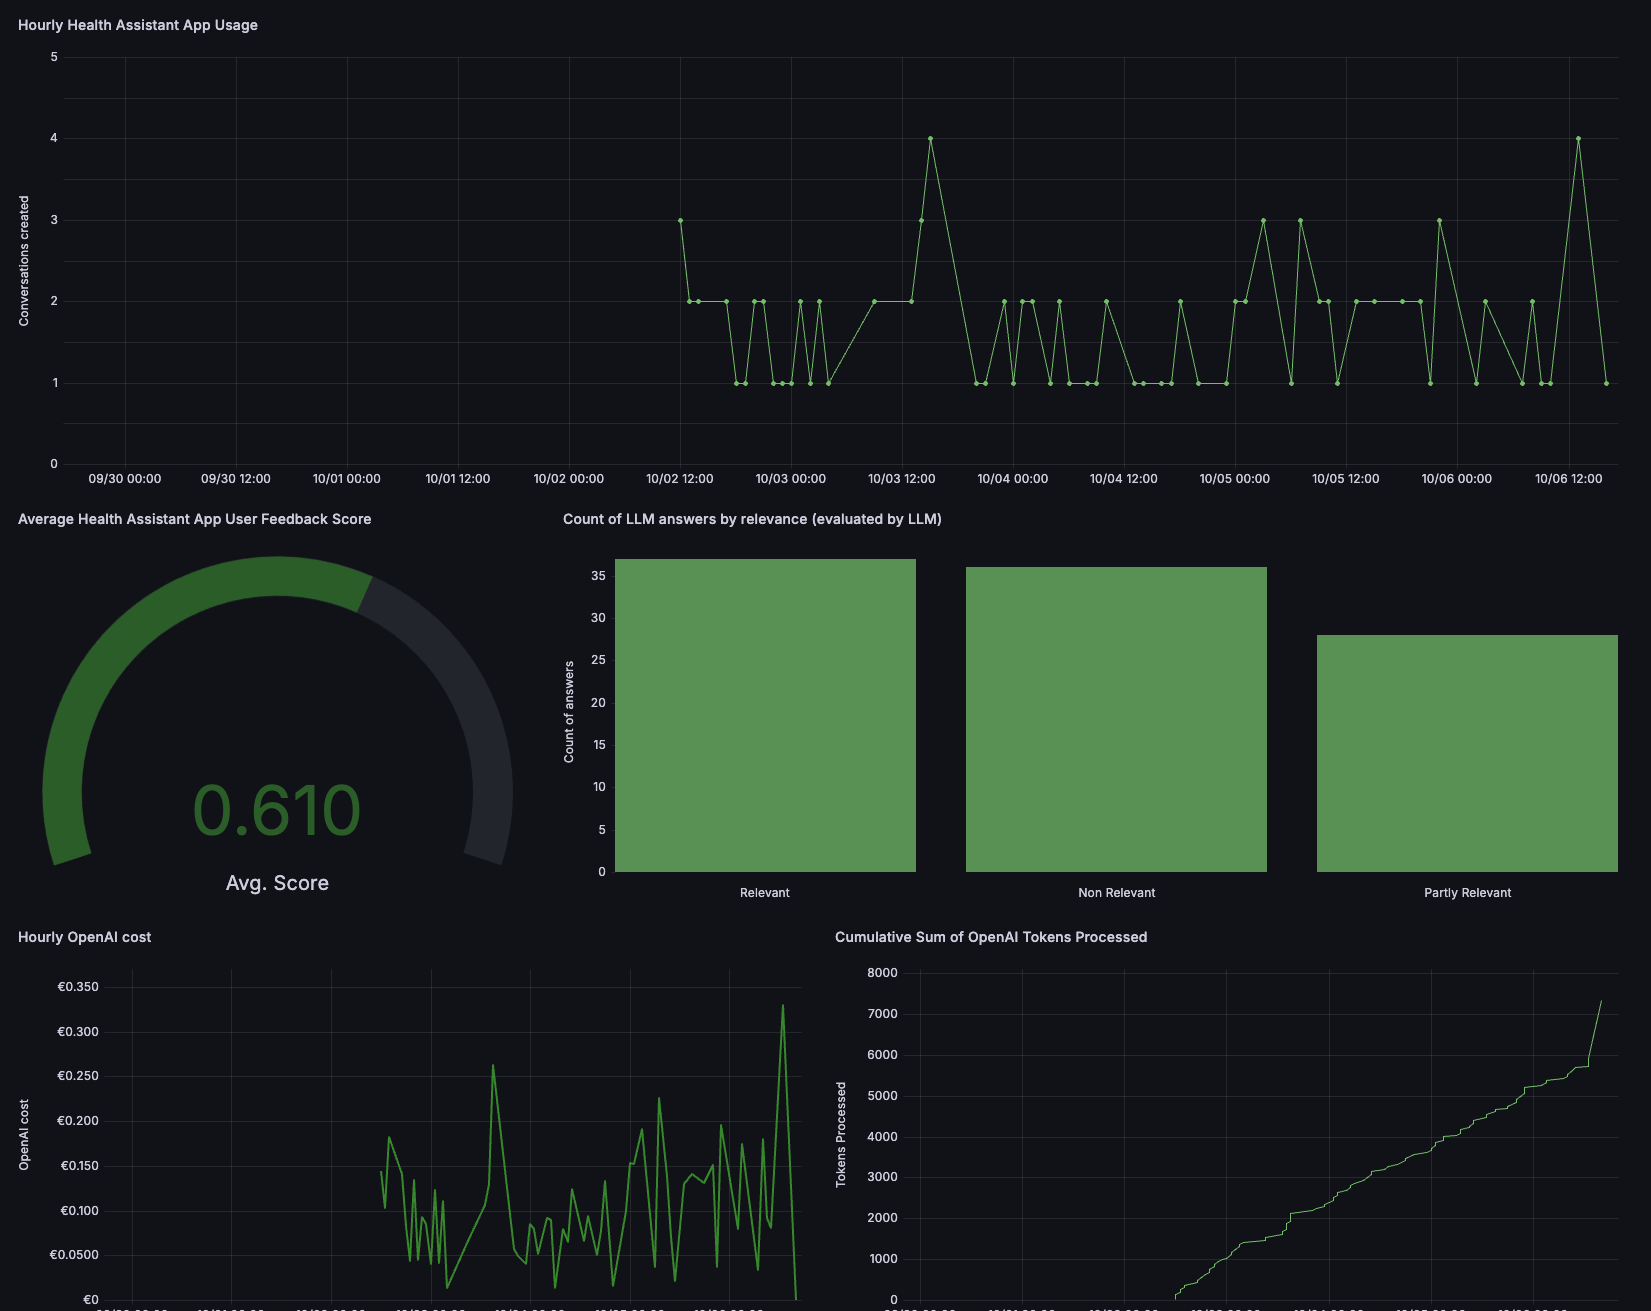 Hourly Health Assistant App Usage
Conversations created
5
4
3
2
1
0
09/30 00:00 09/30 12:00 10/01 00:00 10/01 12:00 10/02 00:00 10/02 12:00 10/03 00:00 10/03 12:00 10/04 00:00 10/04 12:00 10/05 00:00 10/05 12:00 10/06 00:00 10/06 12:00
Average Health Assistant App User Feedback Score
0.610
Avg. Score
Count of LLM answers by relevance (evaluated by LLM)
Count of answers
35
30
25
20
15
10
5
0
Relevant Non Relevant Partly Relevant
Hourly OpenAI cost
OpenAI cost
€0.350
€0.300
€0.250
€0.200
€0.150
€0.100
€0.0500
€0
Cumulative Sum of OpenAI Tokens Processed
Tokens Processed
8000
7000
6000
5000
4000
3000
2000
1000
0